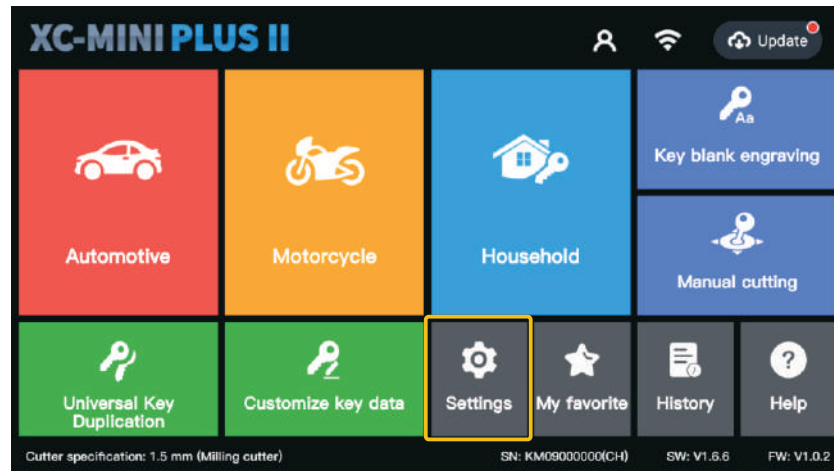 XC-MINI PLUS II
Update
Aa
Key blank engraving
Automotive
Motorcycle
Household
Manual cutting
Universal Key
Duplication
Customize key data
Settings
My favorite
History
?
Help
Cutter specification: 1.5 mm (Milling cutter)
SN: KM09000000(CH)
SW: V1.6.6
FW: V1.0.2